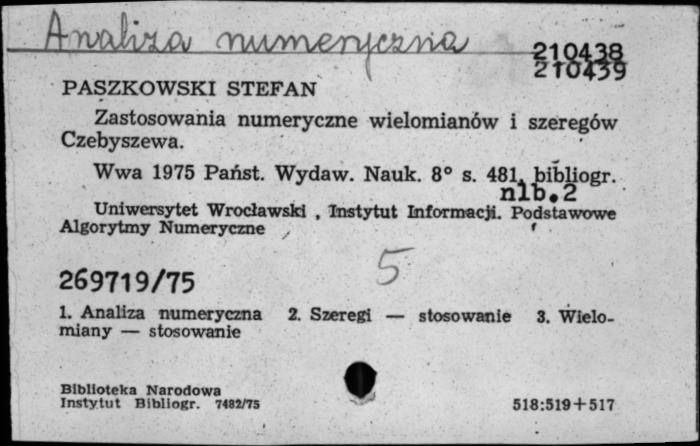 Analiza numeryczna
210438
210439
PASZKOWSKI STEFAN
Zastosowania numeryczne wielomianów i szeregów
Czebyszewa.
Wwa 1975 Państ. Wydaw. Nauk. 8° s. 481, bibliogr.
nlb.2
Uniwersytet Wrocławski , Instytut Informacji. Podstawowe
Algorytmy Numeryczne
5
269719/75
1. Analiza numeryczna 2. Szeregi — stosowanie 3. Wielo-
miany — stosowanie
Biblioteka Narodowa
Instytut Bibliogr. 7482/75
518:519+517